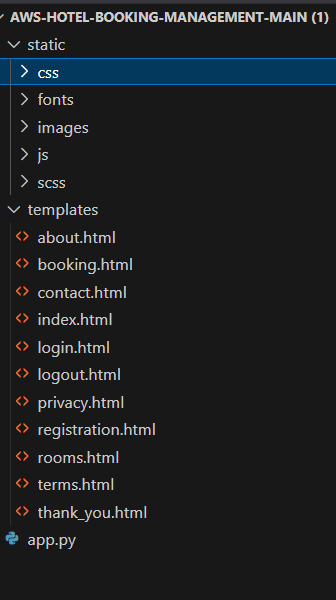 AWS-HOTEL-BOOKING-MANAGEMENT-MAIN (1)
static
css
fonts
images
js
scss
templates
about.html
booking.html
contact.html
index.html
login.html
logout.html
privacy.html
registration.html
rooms.html
terms.html
thank_you.html
app.py